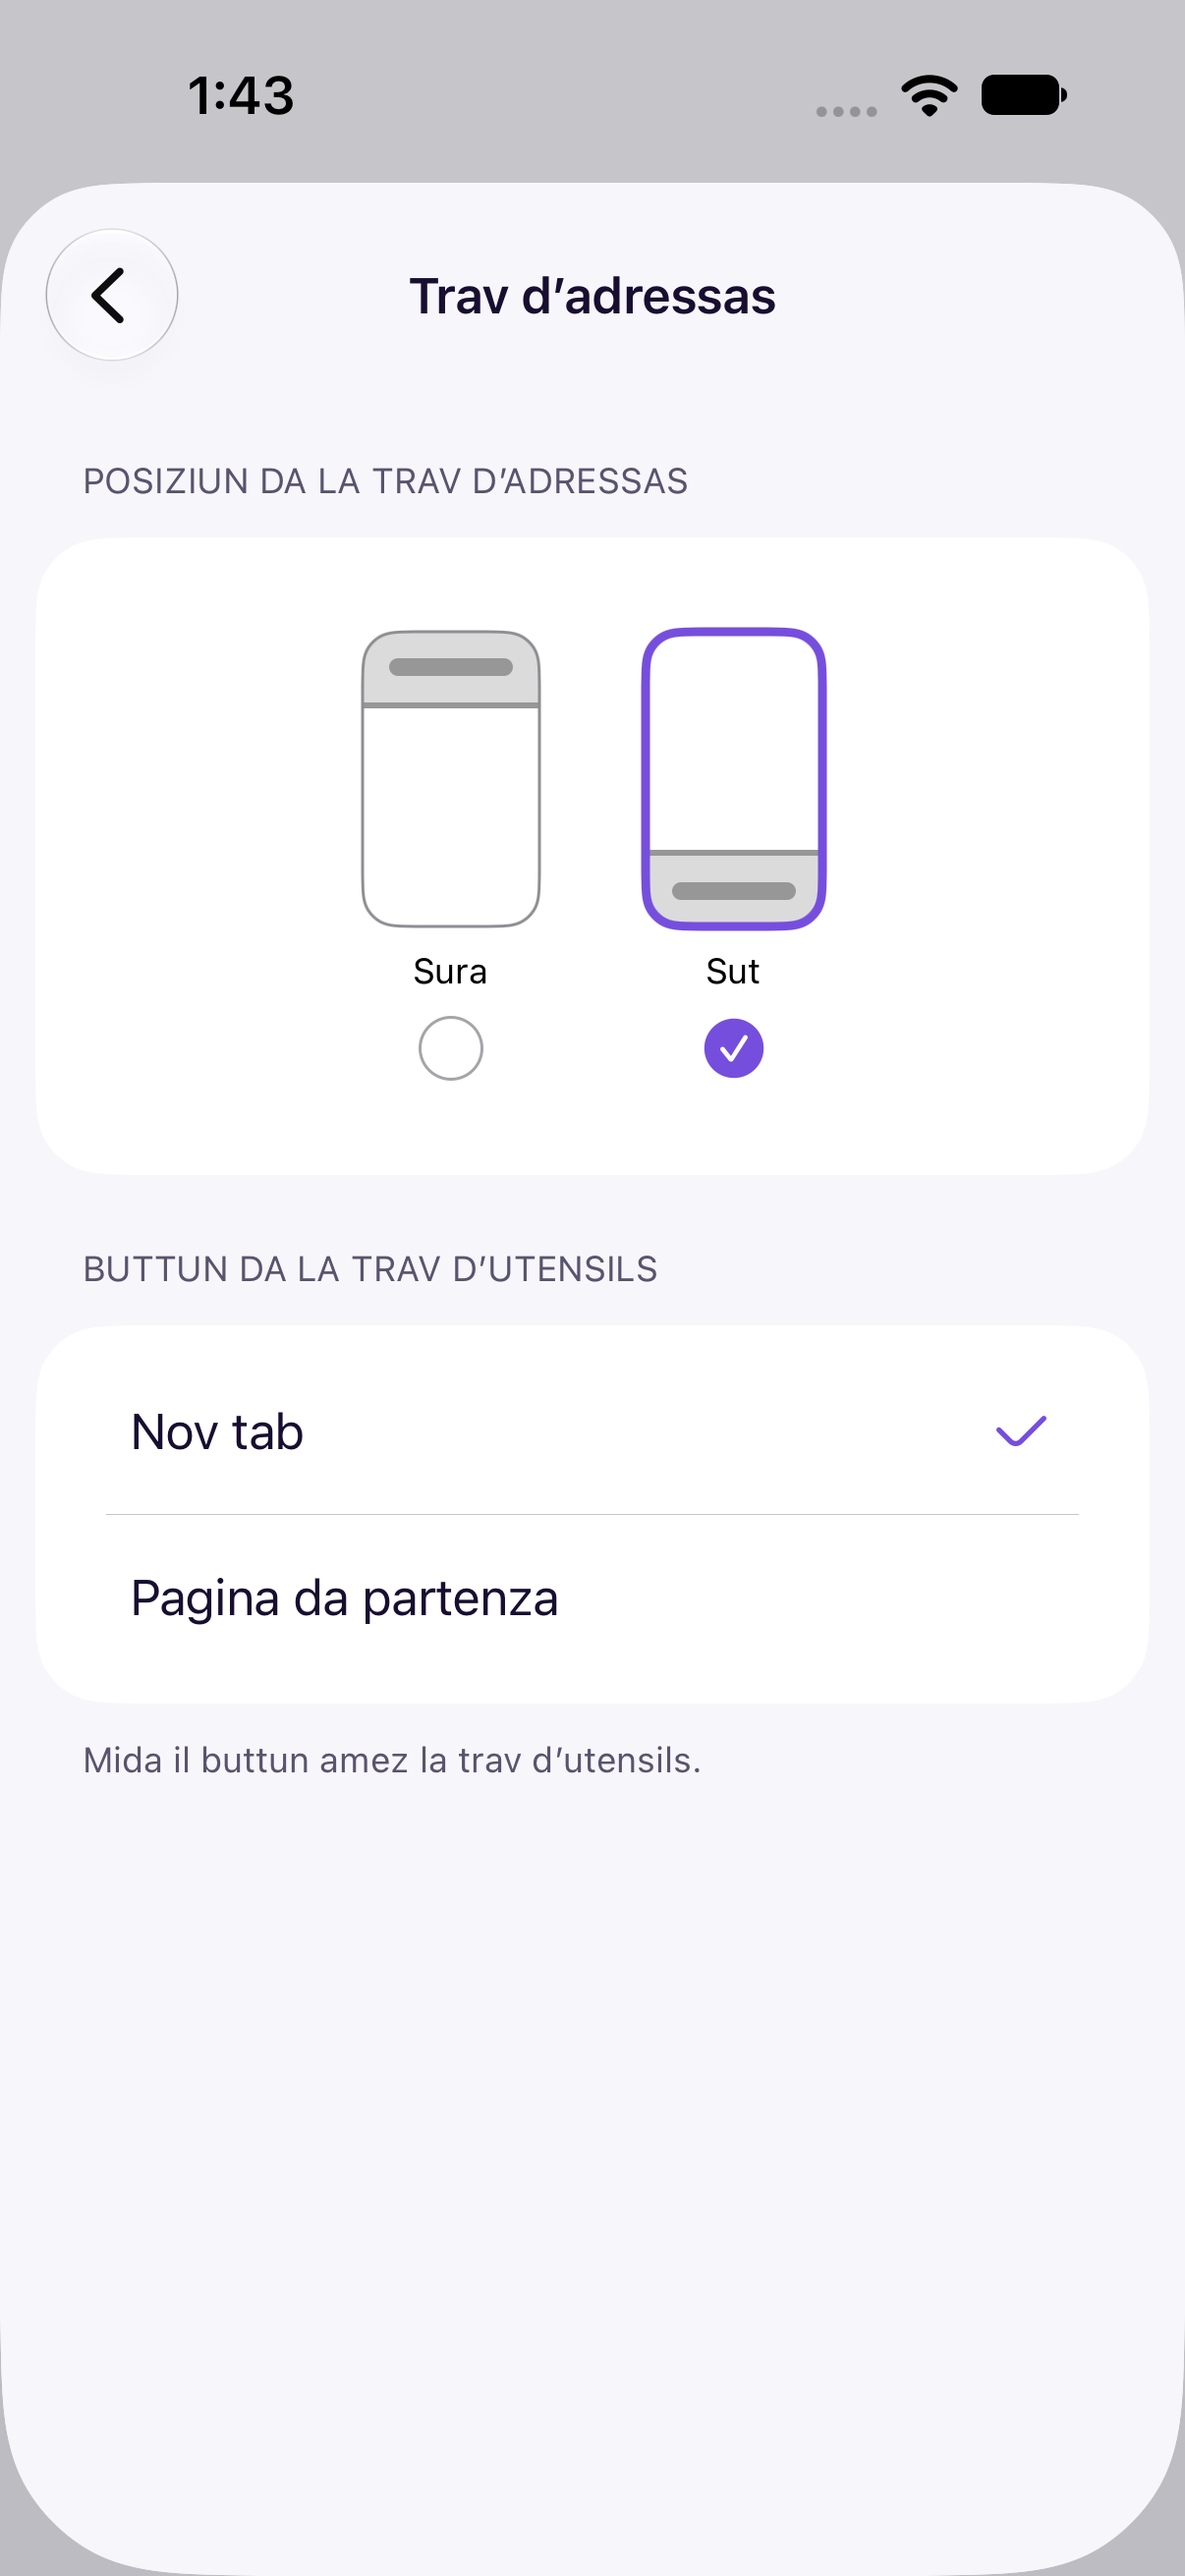 1:43
Trav d’adressas
POSIZIUN DA LA TRAV D’ADRESSAS
Sura
Sut
BUTTUN DA LA TRAV D’UTENSILS
Nov tab
Pagina da partenza
Mida il buttun amez la trav d’utensils.